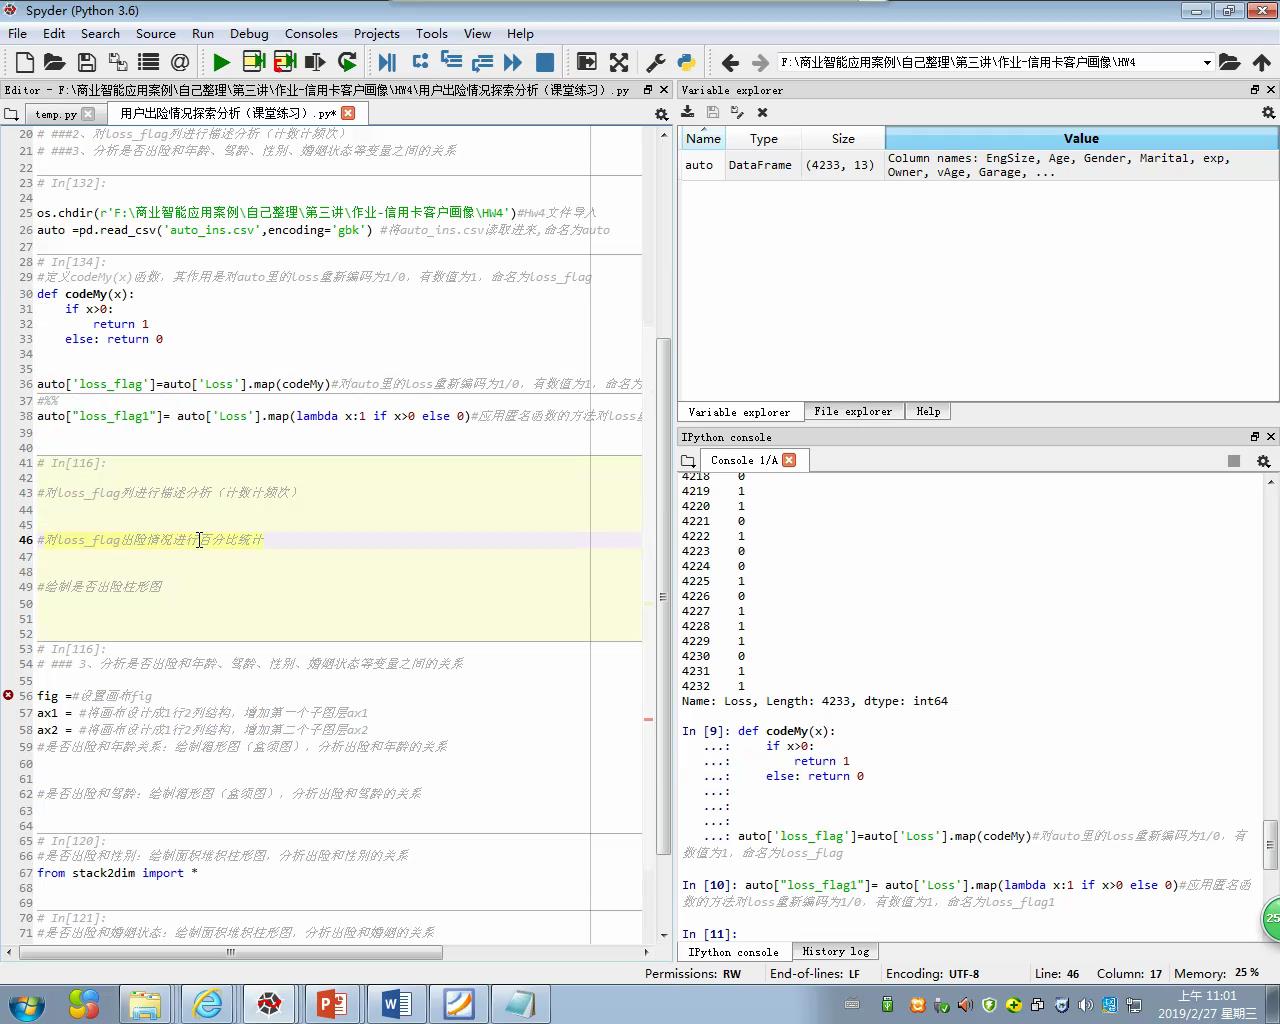 Spyder (Python 3.6)
File Edit Search Source Run Debug Consoles Projects Tools View Help
F:\商业智能应用案例\自己整理\第三讲\作业-信用卡客户画像\HW4
Editor - F:\商业智能应用案例\自己整理\第三讲\作业-信用卡客户画像\HW4\用户出险情况探索分析（课堂练习）.py
temp.py 用户出险情况探索分析（课堂练习）.py*
20 # ###2、对loss_flag列进行描述分析（计数计频次）
21 # ###3、分析是否出险和年龄、驾龄、性别、婚姻状态等变量之间的关系
22
23 # In[132]:
24
25 os.chdir(r'F:\商业智能应用案例\自己整理\第三讲\作业-信用卡客户画像\HW4')#Hw4文件导入
26 auto =pd.read_csv('auto_ins.csv',encoding='gbk') #将auto_ins.csv读取进来,命名为auto
27
28 # In[134]:
29 #定义codeMy(x)函数，其作用是对auto里的loss重新编码为1/0，有数值为1，命名为loss_flag
30 def codeMy(x):
31 if x>0:
32 return 1
33 else: return 0
34
35
36 auto['loss_flag']=auto['Loss'].map(codeMy)#对auto里的loss重新编码为1/0，有数值为1，命名为
37 #%%
38 auto["loss_flag1"]= auto['Loss'].map(lambda x:1 if x>0 else 0)#应用匿名函数的方法对loss重
39
40
41 # In[116]:
42
43 #对loss_flag列进行描述分析（计数计频次）
44
45
46 #对loss_flag出险情况进行百分比统计
47
48
49 #绘制是否出险柱形图
50
51
52
53 # In[116]:
54 # ### 3、分析是否出险和年龄、驾龄、性别、婚姻状态等变量之间的关系
55
56 fig =#设置画布fig
57 ax1 = #将画布设计成1行2列结构，增加第一个子图层ax1
58 ax2 = #将画布设计成1行2列结构，增加第二个子图层ax2
59 #是否出险和年龄关系：绘制箱形图（盒须图），分析出险和年龄的关系
60
61
62 #是否出险和驾龄：绘制箱形图（盒须图），分析出险和驾龄的关系
63
64
65 # In[120]:
66 #是否出险和性别：绘制面积堆积柱形图，分析出险和性别的关系
67 from stack2dim import *
68
69
70 # In[121]:
71 #是否出险和婚姻状态：绘制面积堆积柱形图，分析出险和婚姻的关系
Variable explorer
Name Type Size Value
auto DataFrame (4233, 13) Column names: EngSize, Age, Gender, Marital, exp,
Owner, vAge, Garage, ...
Variable explorer File explorer Help
IPython console
Console 1/A
4218 0
4219 1
4220 1
4221 0
4222 1
4223 0
4224 0
4225 1
4226 0
4227 1
4228 1
4229 1
4230 0
4231 1
4232 1
Name: Loss, Length: 4233, dtype: int64
In [9]: def codeMy(x):
...: if x>0:
...: return 1
...: else: return 0
...:
...:
...:
...: auto['loss_flag']=auto['Loss'].map(codeMy)#对auto里的loss重新编码为1/0，有
数值为1，命名为loss_flag
In [10]: auto["loss_flag1"]= auto['Loss'].map(lambda x:1 if x>0 else 0)#应用匿名函
数的方法对loss重新编码为1/0，有数值为1，命名为loss_flag1
In [11]:
IPython console History log
Permissions: RW End-of-lines: LF Encoding: UTF-8 Line: 46 Column: 17 Memory: 25 %
25
上午 11:01
2019/2/27 星期三